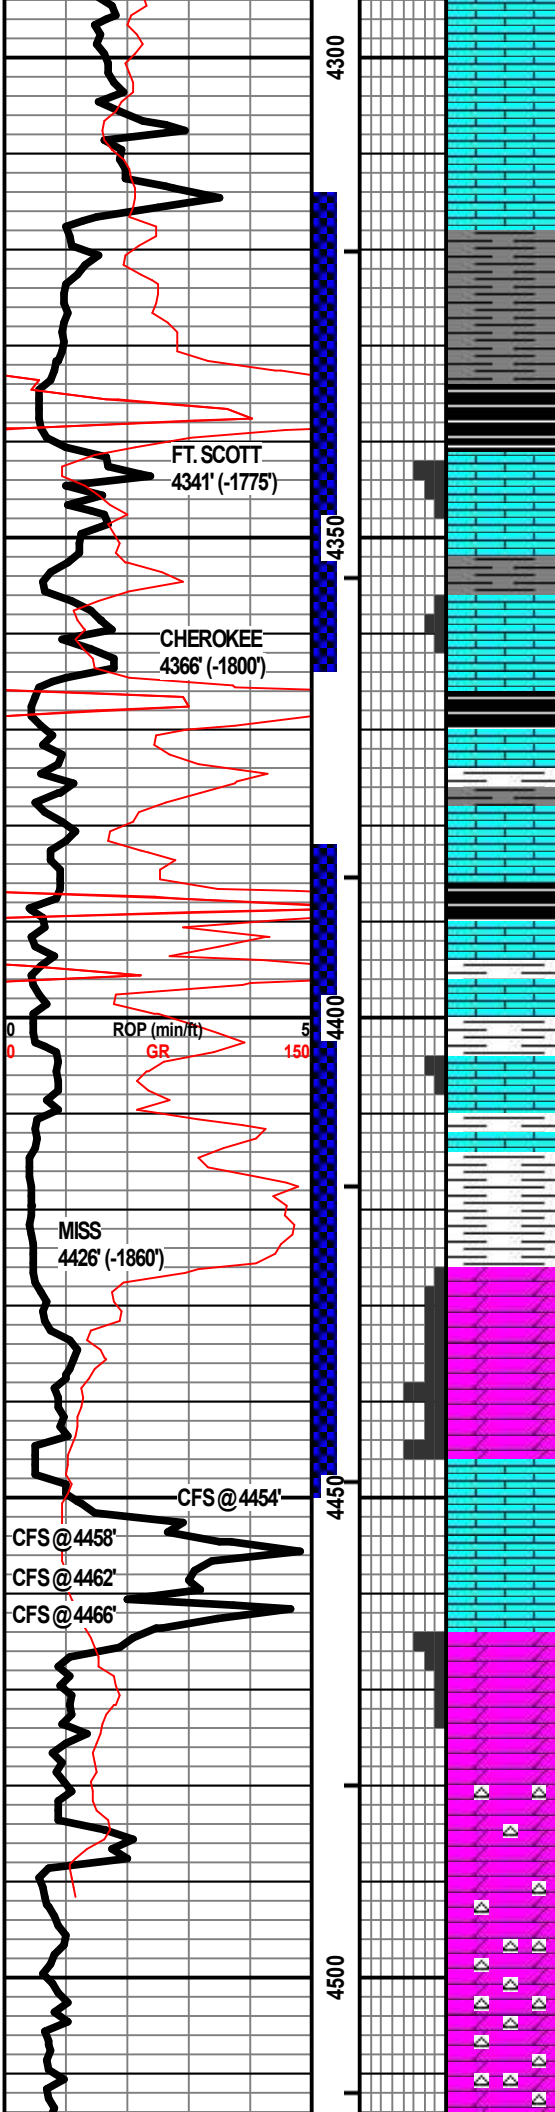 4300
FT. SCOTT
4341' (-1775')
4350
CHEROKEE
4366' (-1800')
4400
0 ROP (min/ft) 5
0 GR 150
MISS
4426' (-1860')
4450
CFS @ 4454'
CFS @ 4458'
CFS @ 4462'
CFS @ 4466'
4500